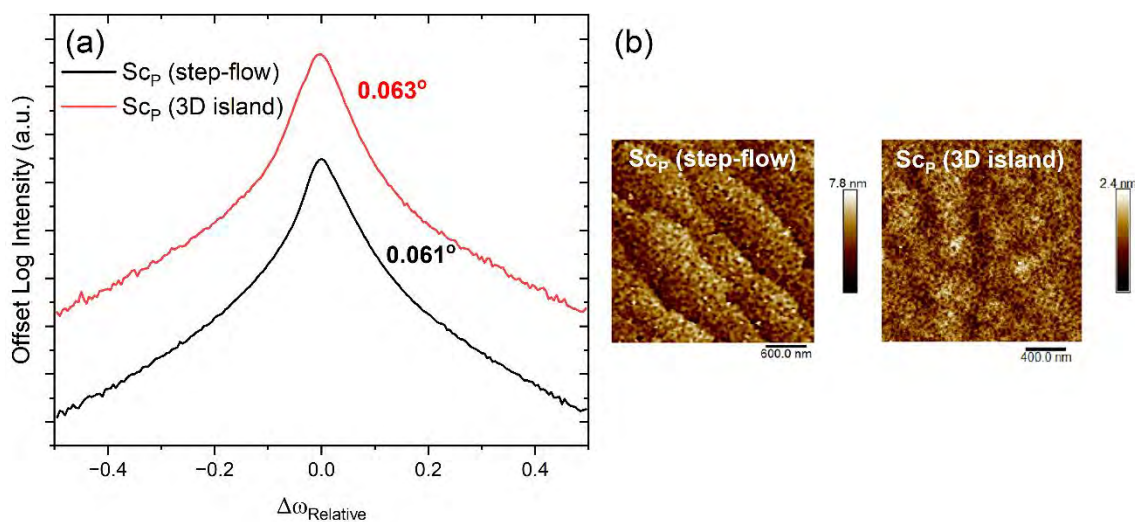 (a)
Sc_P (step-flow)
Sc_P (3D island)
0.063°
0.061°
Offset Log Intensity (a.u.)
−0.4 −0.2 0.0 0.2 0.4
Δω_Relative
(b)
Sc_P (step-flow)
7.8 nm
600.0 nm
Sc_P (3D island)
2.4 nm
400.0 nm